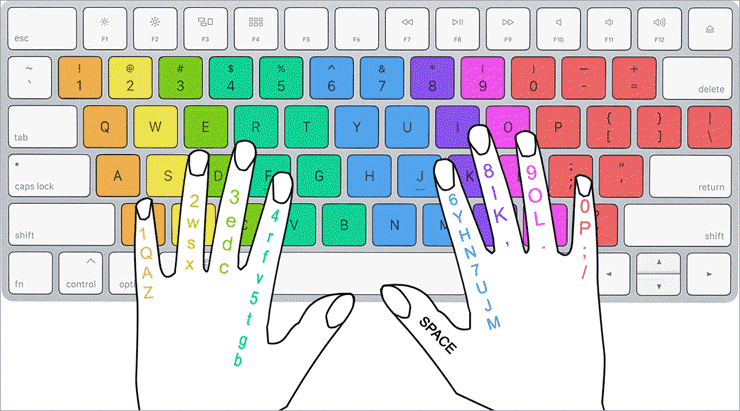 esc F1 F2 F3 F4 F5 F6 F7 F8 F9 F10 F11 F12
~ ! @ # $ % ^ & * ( ) – +
` 1 2 3 4 5 6 7 8 9 0 - = delete
{ } |
tab Q W E R T Y U I O P [ ] \
: "
caps lock A S D F G H J K ; ' return
shift C V B N M shift
fn control
1QAZ
2wsx
3edc
4rfv5tgb
6YHN7UJM
8IK,
9OL.
0P;/
SPACE